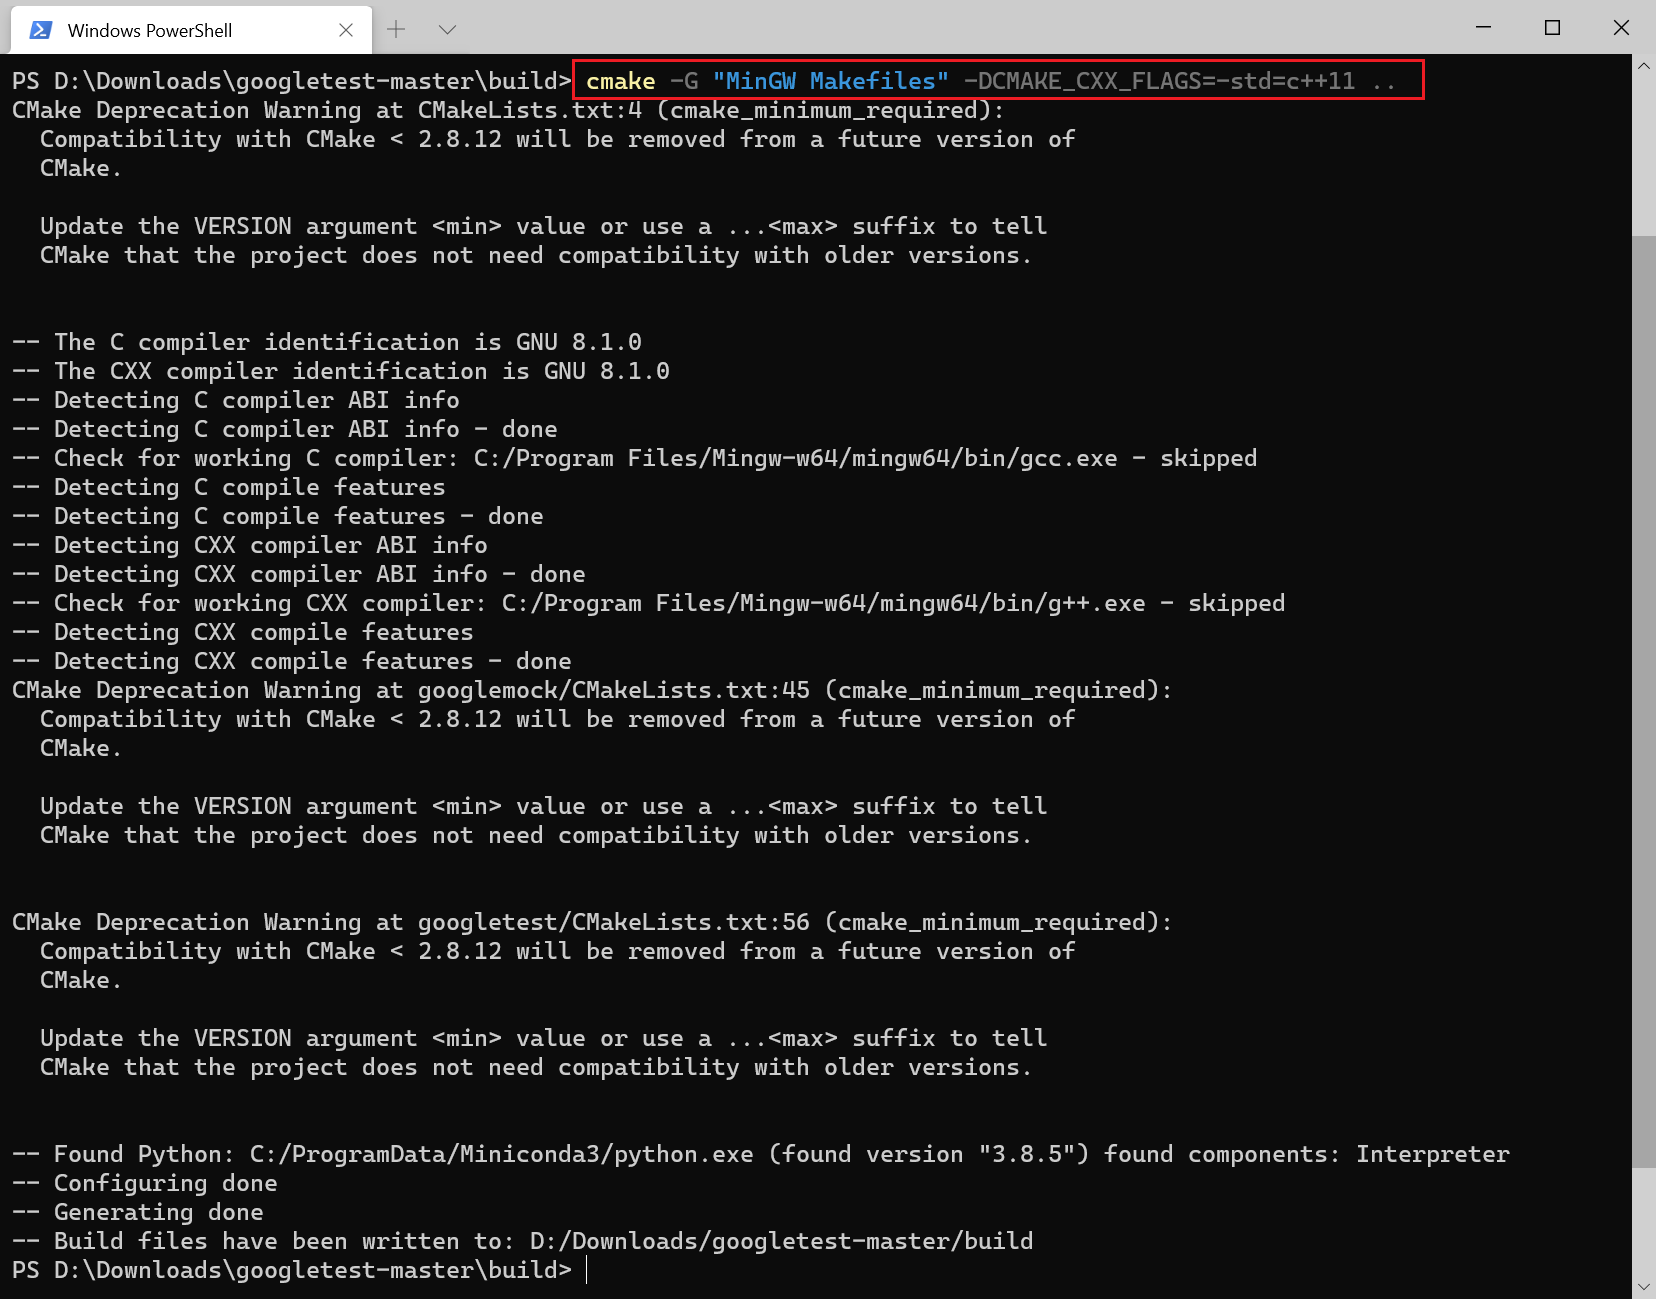 Windows PowerShell
PS D:\Downloads\googletest-master\build> cmake -G "MinGW Makefiles" -DCMAKE_CXX_FLAGS=-std=c++11 ..
CMake Deprecation Warning at CMakeLists.txt:4 (cmake_minimum_required):
  Compatibility with CMake < 2.8.12 will be removed from a future version of
  CMake.

  Update the VERSION argument <min> value or use a ...<max> suffix to tell
  CMake that the project does not need compatibility with older versions.


-- The C compiler identification is GNU 8.1.0
-- The CXX compiler identification is GNU 8.1.0
-- Detecting C compiler ABI info
-- Detecting C compiler ABI info - done
-- Check for working C compiler: C:/Program Files/Mingw-w64/mingw64/bin/gcc.exe - skipped
-- Detecting C compile features
-- Detecting C compile features - done
-- Detecting CXX compiler ABI info
-- Detecting CXX compiler ABI info - done
-- Check for working CXX compiler: C:/Program Files/Mingw-w64/mingw64/bin/g++.exe - skipped
-- Detecting CXX compile features
-- Detecting CXX compile features - done
CMake Deprecation Warning at googlemock/CMakeLists.txt:45 (cmake_minimum_required):
  Compatibility with CMake < 2.8.12 will be removed from a future version of
  CMake.

  Update the VERSION argument <min> value or use a ...<max> suffix to tell
  CMake that the project does not need compatibility with older versions.


CMake Deprecation Warning at googletest/CMakeLists.txt:56 (cmake_minimum_required):
  Compatibility with CMake < 2.8.12 will be removed from a future version of
  CMake.

  Update the VERSION argument <min> value or use a ...<max> suffix to tell
  CMake that the project does not need compatibility with older versions.


-- Found Python: C:/ProgramData/Miniconda3/python.exe (found version "3.8.5") found components: Interpreter
-- Configuring done
-- Generating done
-- Build files have been written to: D:/Downloads/googletest-master/build
PS D:\Downloads\googletest-master\build>